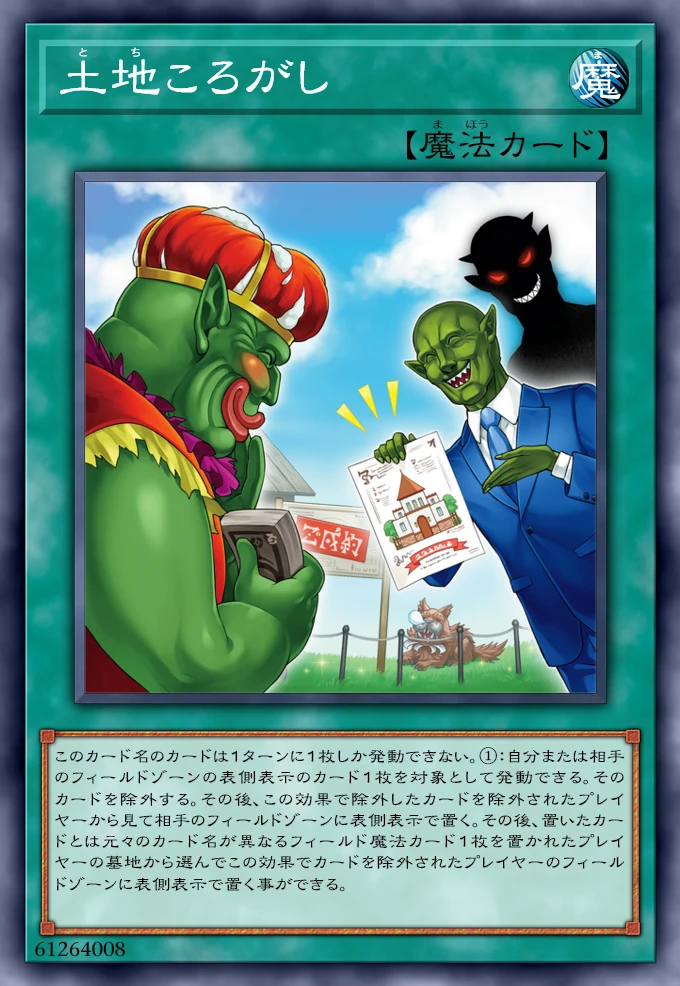 土地ころがし
とち
魔
ま
【魔法カード】
まほう
ご成約
このカード名のカードは1ターンに1枚しか発動できない。①:自分または相手
のフィールドゾーンの表側表示のカード1枚を対象として発動できる。その
カードを除外する。その後、この効果で除外したカードを除外されたプレイ
ヤーから見て相手のフィールドゾーンに表側表示で置く。その後、置いたカー
ドとは元々のカード名が異なるフィールド魔法カード1枚を置かれたプレイ
ヤーの墓地から選んでこの効果でカードを除外されたプレイヤーのフィール
ドゾーンに表側表示で置く事ができる。
61264008